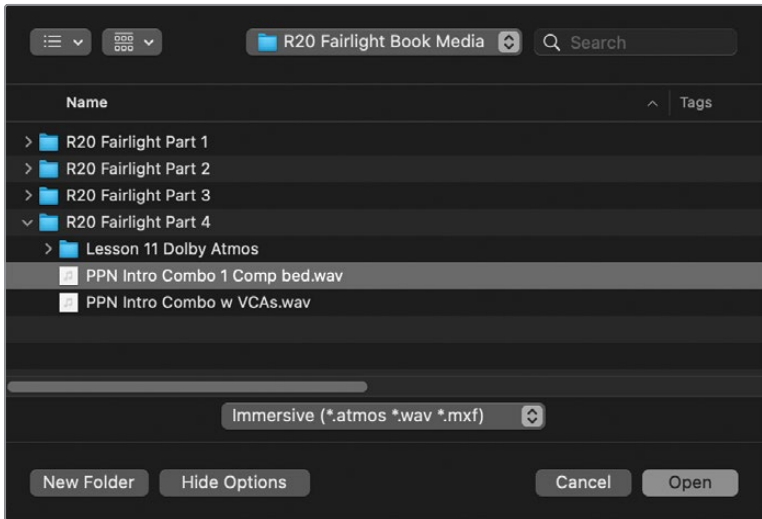 R20 Fairlight Book Media
Search
Name Tags
R20 Fairlight Part 1
R20 Fairlight Part 2
R20 Fairlight Part 3
R20 Fairlight Part 4
Lesson 11 Dolby Atmos
PPN Intro Combo 1 Comp bed.wav
PPN Intro Combo w VCAs.wav
Immersive (*.atmos *.wav *.mxf)
New Folder Hide Options Cancel Open